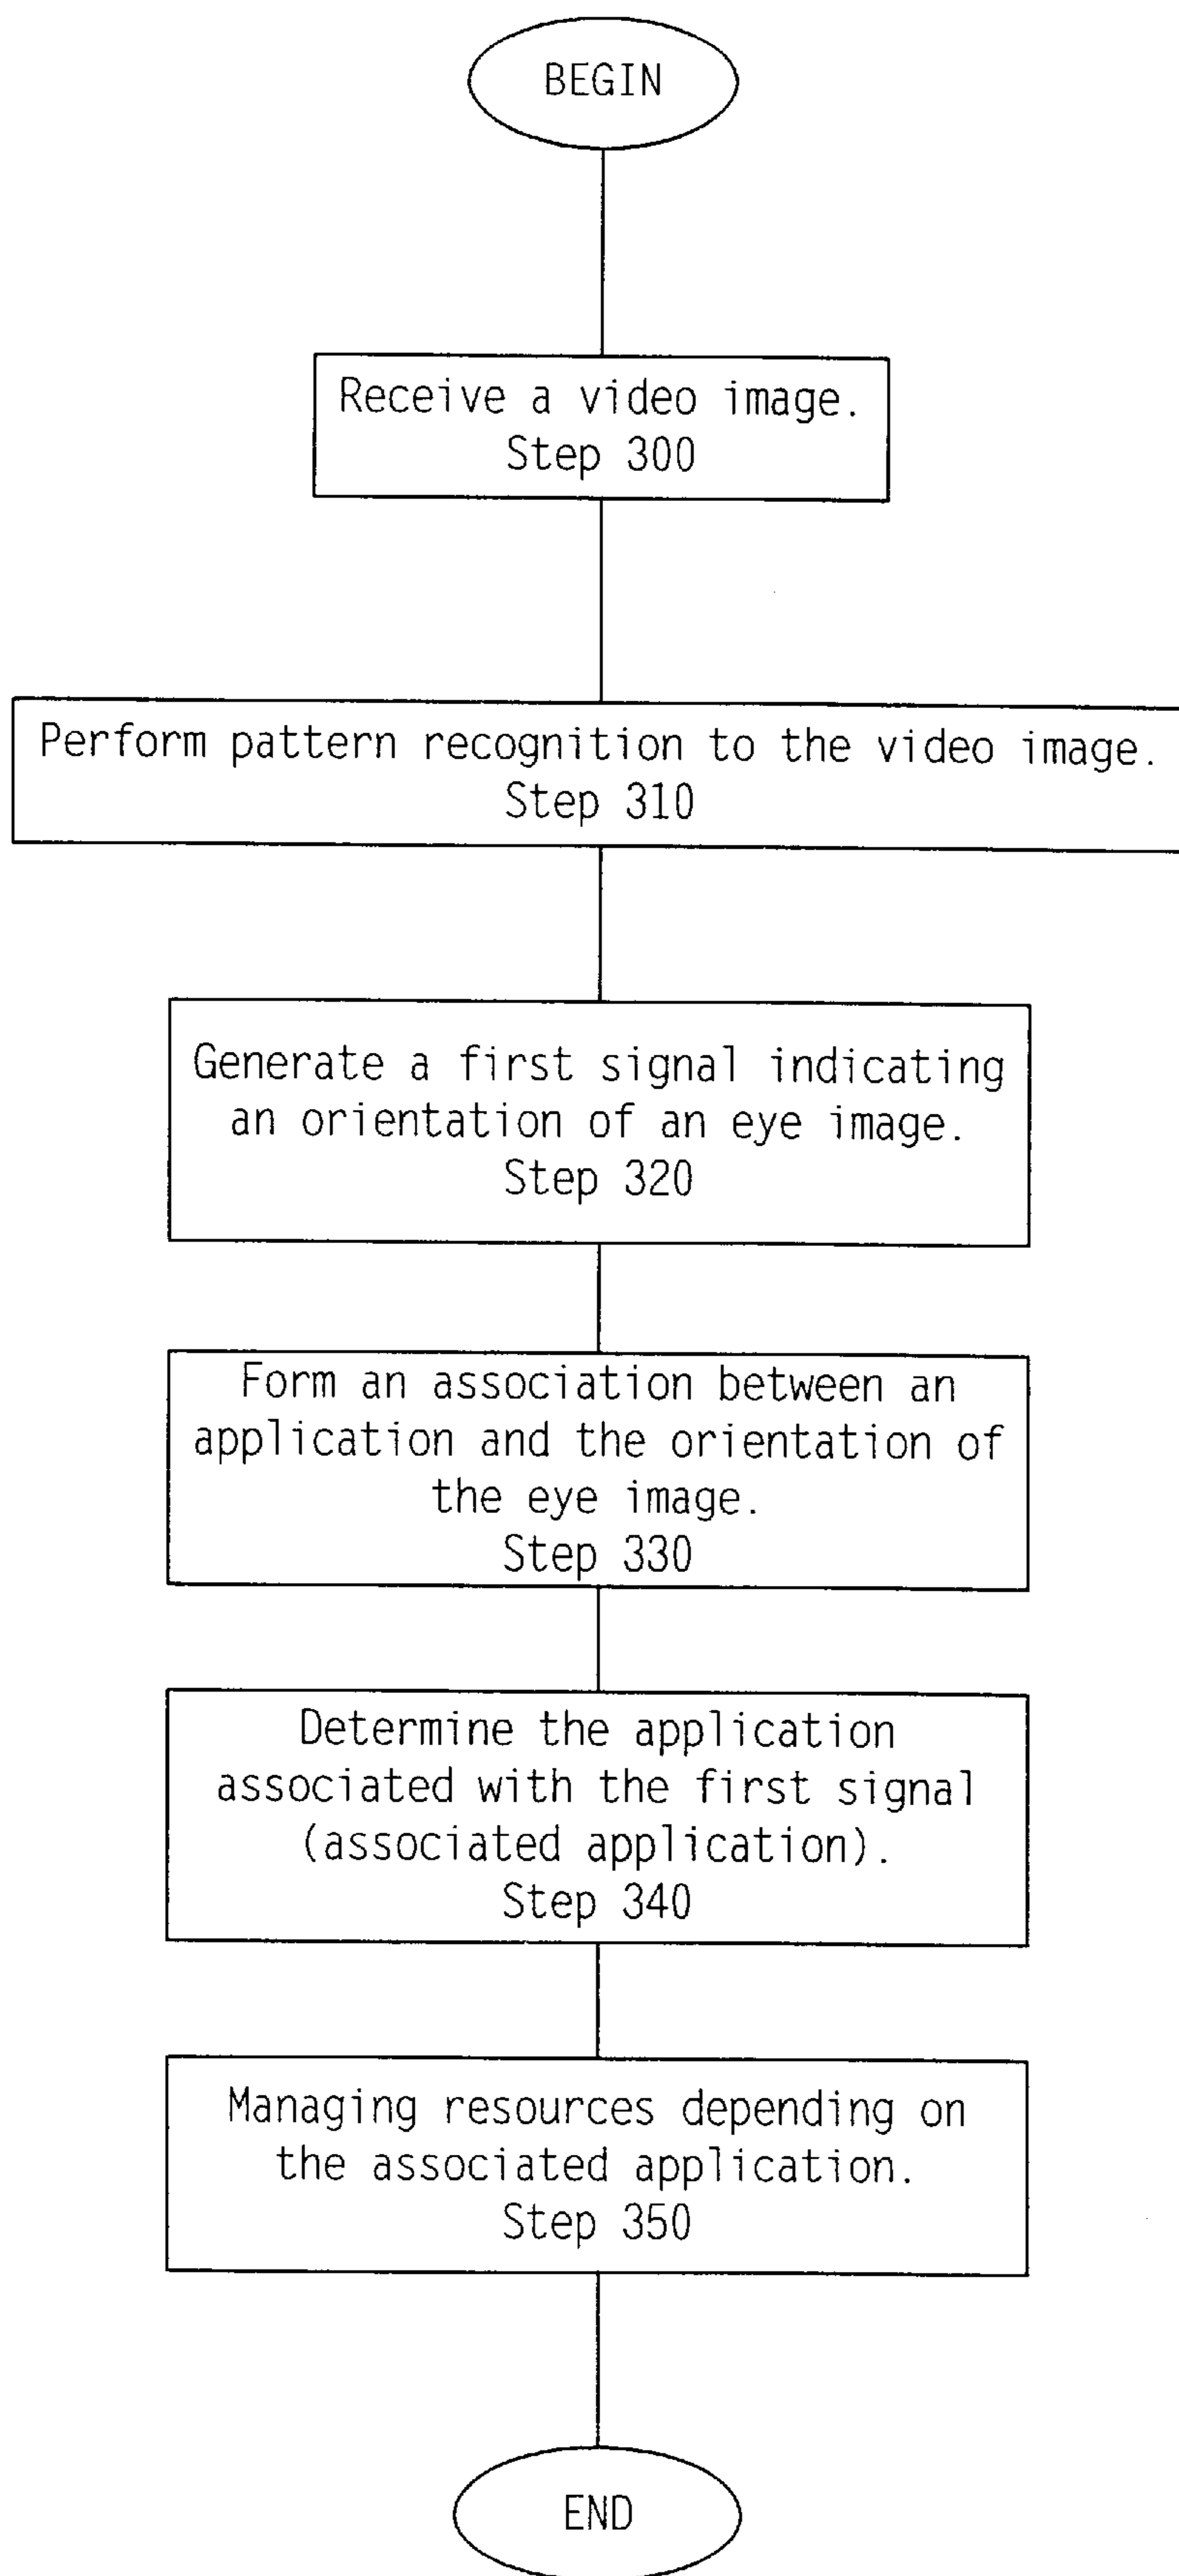 BEGIN
Receive a video image.
Step 300
Perform pattern recognition to the video image.
Step 310
Generate a first signal indicating
an orientation of an eye image.
Step 320
Form an association between an
application and the orientation of
the eye image.
Step 330
Determine the application
associated with the first signal
(associated application).
Step 340
Managing resources depending on
the associated application.
Step 350
END